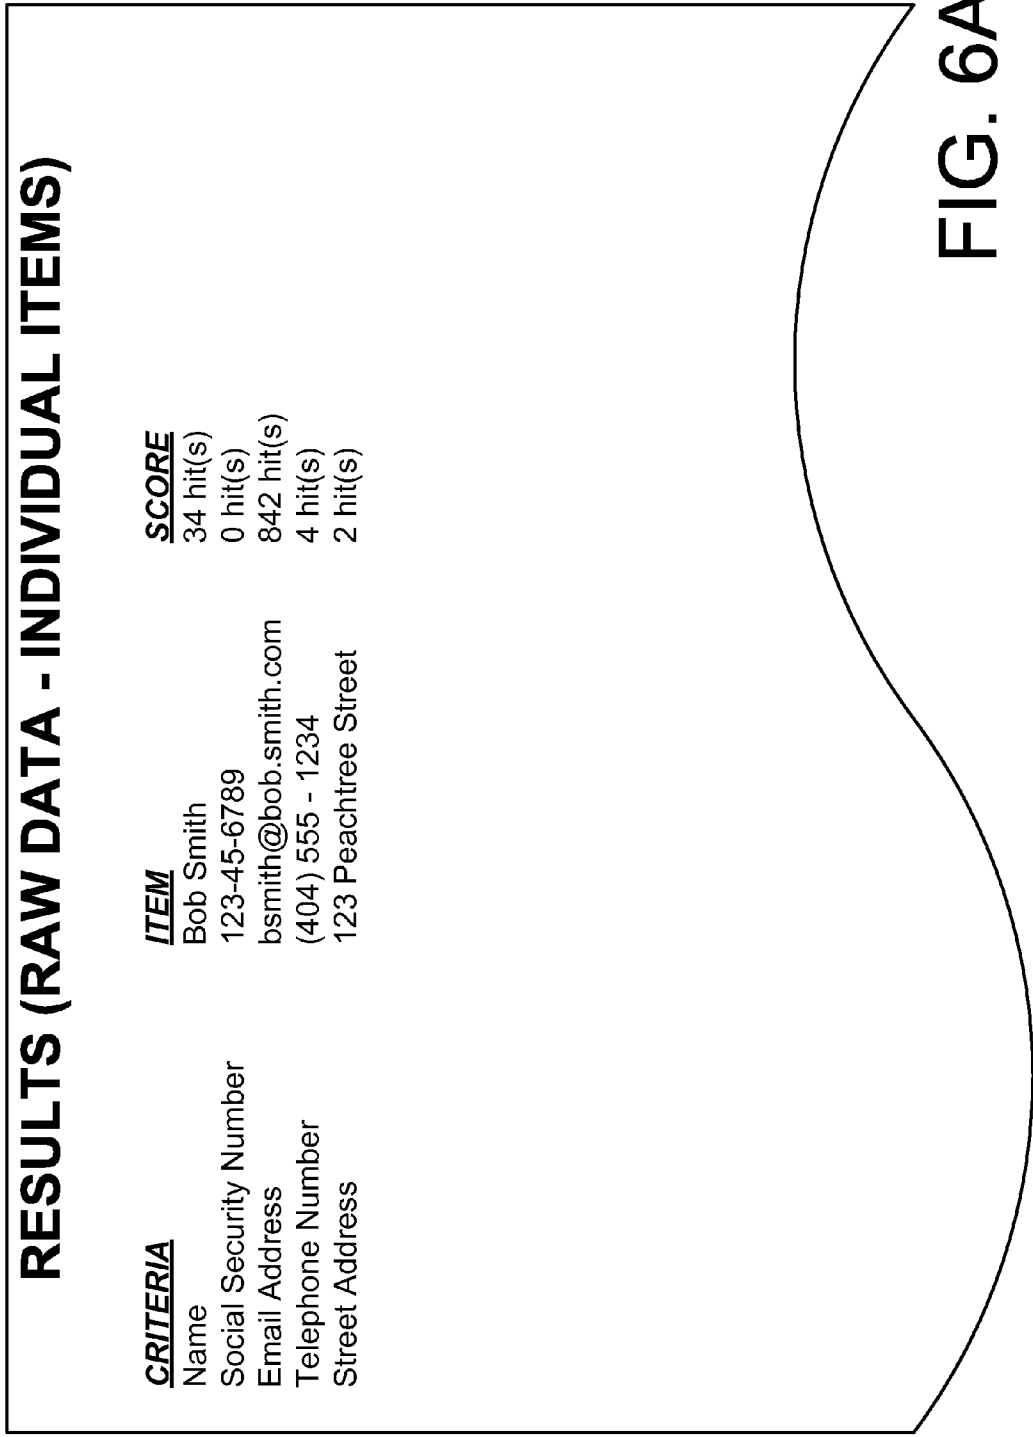 RESULTS (RAW DATA - INDIVIDUAL ITEMS)
CRITERIA ITEM SCORE
Name Bob Smith 34 hit(s)
Social Security Number 123-45-6789 0 hit(s)
Email Address bsmith@bob.smith.com 842 hit(s)
Telephone Number (404) 555 - 1234 4 hit(s)
Street Address 123 Peachtree Street 2 hit(s)
FIG. 6A